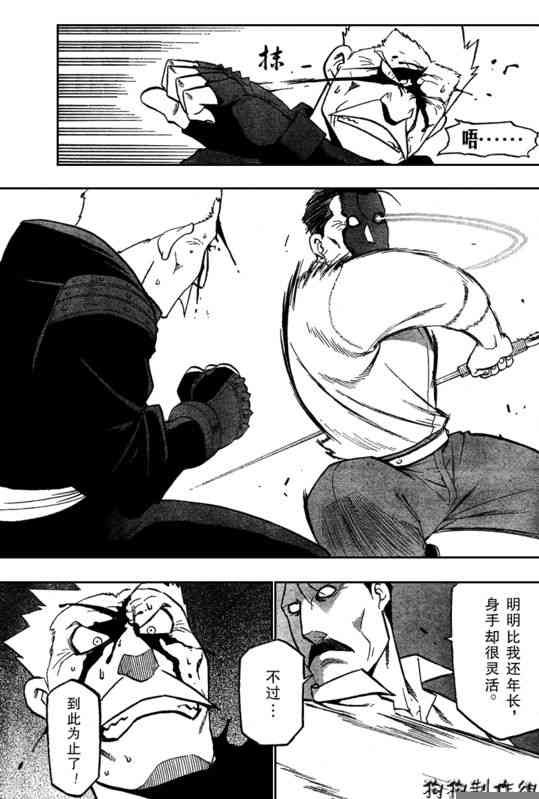 抹
唔……
明明比我还年长，
身手却很灵活。
不过…
到此为止了！
狗狗制作组